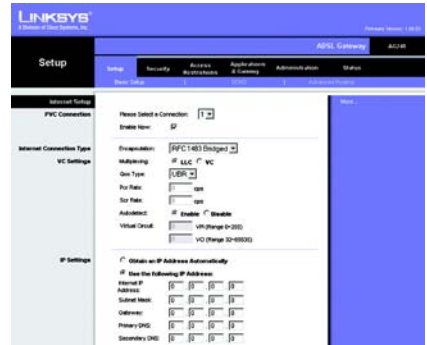 LINKSYS®
A Division of Cisco Systems, Inc.
ADSL Gateway
AG241
Setup
Setup Security Access Restrictions Applications & Gaming Administration Status
Basic Setup | DDNS | Advanced Routing
Internet Setup
PVC Connection
Please Select a Connection: 1
Enable Now:
More...
Internet Connection Type
Encapsulation: RFC 1483 Bridged
VC Settings
Multiplexing: LLC VC
Qos Type: UBR
Pcr Rate: cps
Scr Rate: cps
Autodetect: Enable Disable
Virtual Circuit: VPI (Range 0~255)
VCI (Range 32~65535)
IP Settings
Obtain an IP Address Automatically
Use the following IP Address:
Internet IP Address: 0 . 0 . 0 . 0
Subnet Mask: 0 . 0 . 0 . 0
Gateway: 0 . 0 . 0 . 0
Primary DNS: 0 . 0 . 0 . 0
Secondary DNS: 0 . 0 . 0 . 0